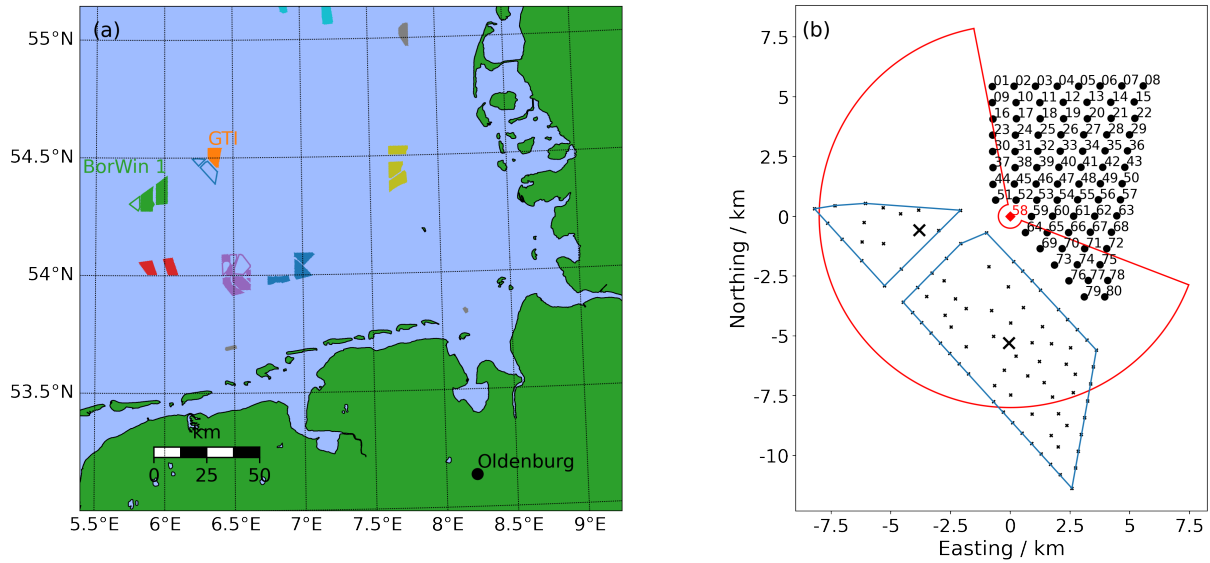 (a)
55°N
GTI
54.5°N
BorWin 1
54°N
53.5°N
km
0 25 50
Oldenburg
5.5°E 6°E 6.5°E 7°E 7.5°E 8°E 8.5°E 9°E
(b)
7.5
5
2.5
0
-2.5
-5
-7.5
-10
Northing / km
01 02 03 04 05 06 07 08
09 10 11 12 13 14 15
16 17 18 19 20 21 22
23 24 25 26 27 28 29
30 31 32 33 34 35 36
37 38 39 40 41 42 43
44 45 46 47 48 49 50
51 52 53 54 55 56 57
58 59 60 61 62 63
64 65 66 67 68
69 70 71 72
73 74 75
76 77 78
79 80
-7.5 -5 -2.5 0 2.5 5 7.5
Easting / km